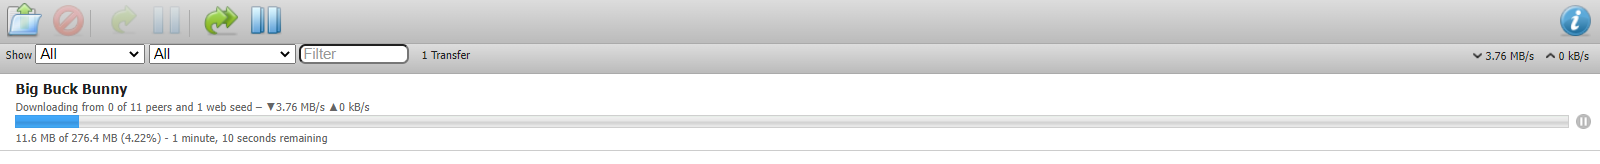 Show All All Filter 1 Transfer 3.76 MB/s 0 kB/s
Big Buck Bunny
Downloading from 0 of 11 peers and 1 web seed – ▼3.76 MB/s ▲0 kB/s
11.6 MB of 276.4 MB (4.22%) - 1 minute, 10 seconds remaining